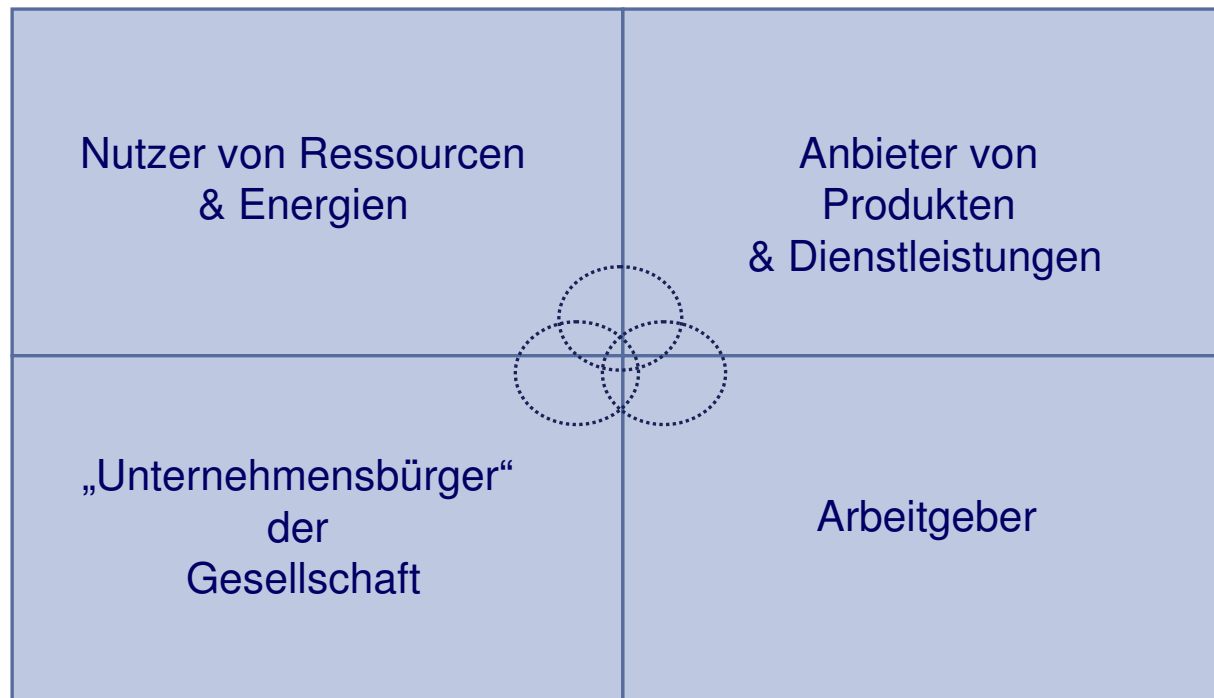 Nutzer von Ressourcen
& Energien
Anbieter von
Produkten
& Dienstleistungen
„Unternehmensbürger“
der
Gesellschaft
Arbeitgeber